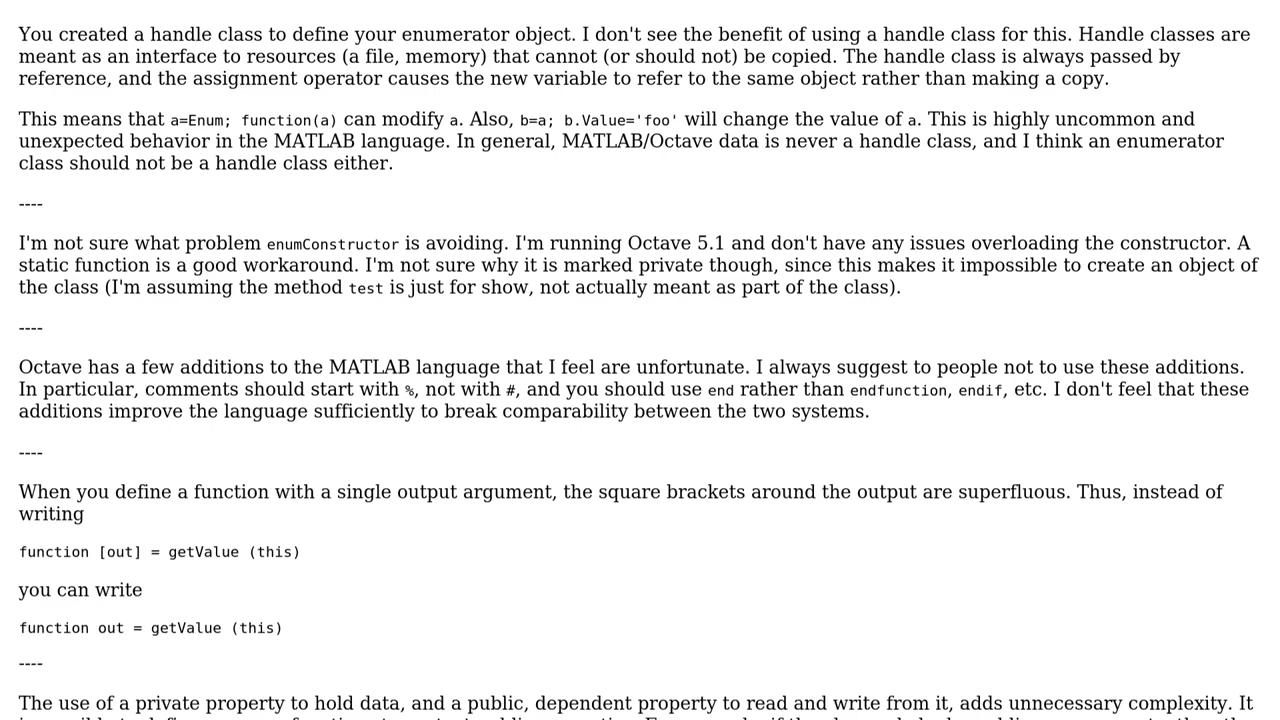 You created a handle class to define your enumerator object. I don't see the benefit of using a handle class for this. Handle classes are
meant as an interface to resources (a file, memory) that cannot (or should not) be copied. The handle class is always passed by
reference, and the assignment operator causes the new variable to refer to the same object rather than making a copy.
This means that a=Enum; function(a) can modify a. Also, b=a; b.Value='foo' will change the value of a. This is highly uncommon and
unexpected behavior in the MATLAB language. In general, MATLAB/Octave data is never a handle class, and I think an enumerator
class should not be a handle class either.
----
I'm not sure what problem enumConstructor is avoiding. I'm running Octave 5.1 and don't have any issues overloading the constructor. A
static function is a good workaround. I'm not sure why it is marked private though, since this makes it impossible to create an object of
the class (I'm assuming the method test is just for show, not actually meant as part of the class).
----
Octave has a few additions to the MATLAB language that I feel are unfortunate. I always suggest to people not to use these additions.
In particular, comments should start with %, not with #, and you should use end rather than endfunction, endif, etc. I don't feel that these
additions improve the language sufficiently to break comparability between the two systems.
----
When you define a function with a single output argument, the square brackets around the output are superfluous. Thus, instead of
writing
function [out] = getValue (this)
you can write
function out = getValue (this)
----
The use of a private property to hold data, and a public, dependent property to read and write from it, adds unnecessary complexity. It